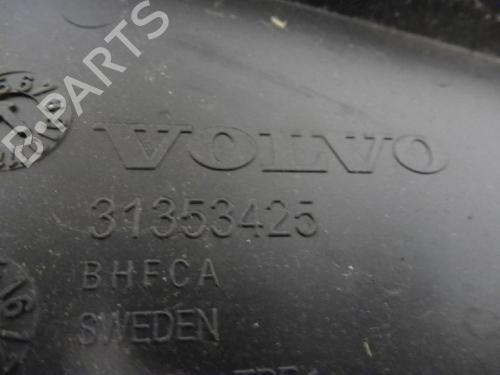 VOLVO
31353425
BHFCA
SWEDEN
B-PARTS